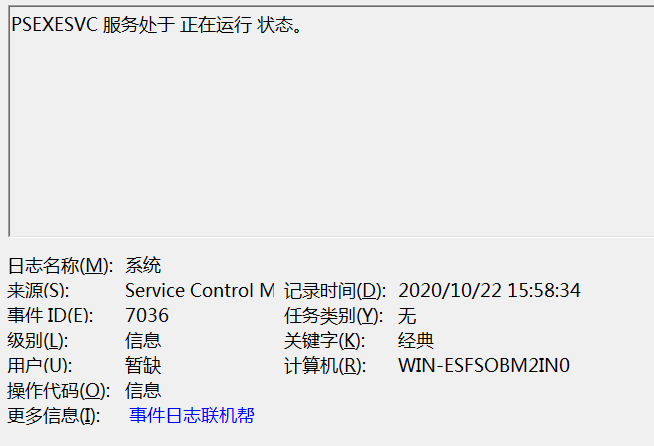 PSEXESVC 服务处于 正在运行 状态。
日志名称(M): 系统
来源(S): Service Control M 记录时间(D): 2020/10/22 15:58:34
事件 ID(E): 7036 任务类别(Y): 无
级别(L): 信息 关键字(K): 经典
用户(U): 暂缺 计算机(R): WIN-ESFSOBM2IN0
操作代码(O): 信息
更多信息(I): 事件日志联机帮